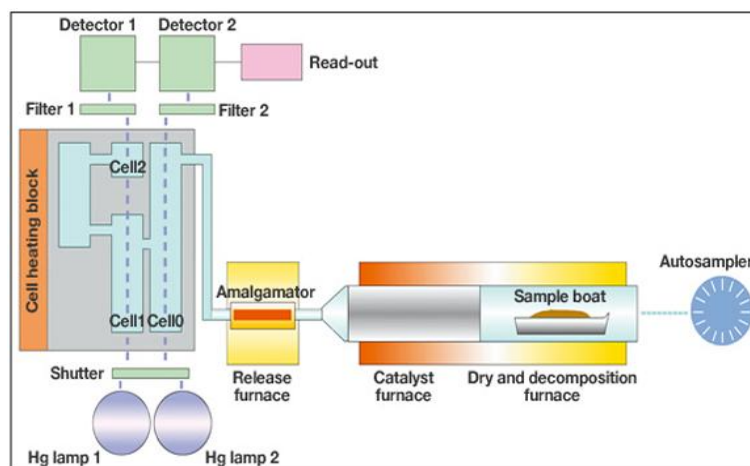 Detector 1
Detector 2
Read-out
Filter 1
Filter 2
Cell heating block
Cell2
Cell1
Cell0
Amalgamator
Autosampler
Sample boat
Shutter
Release
furnace
Catalyst
furnace
Dry and decomposition
furnace
Hg lamp 1
Hg lamp 2